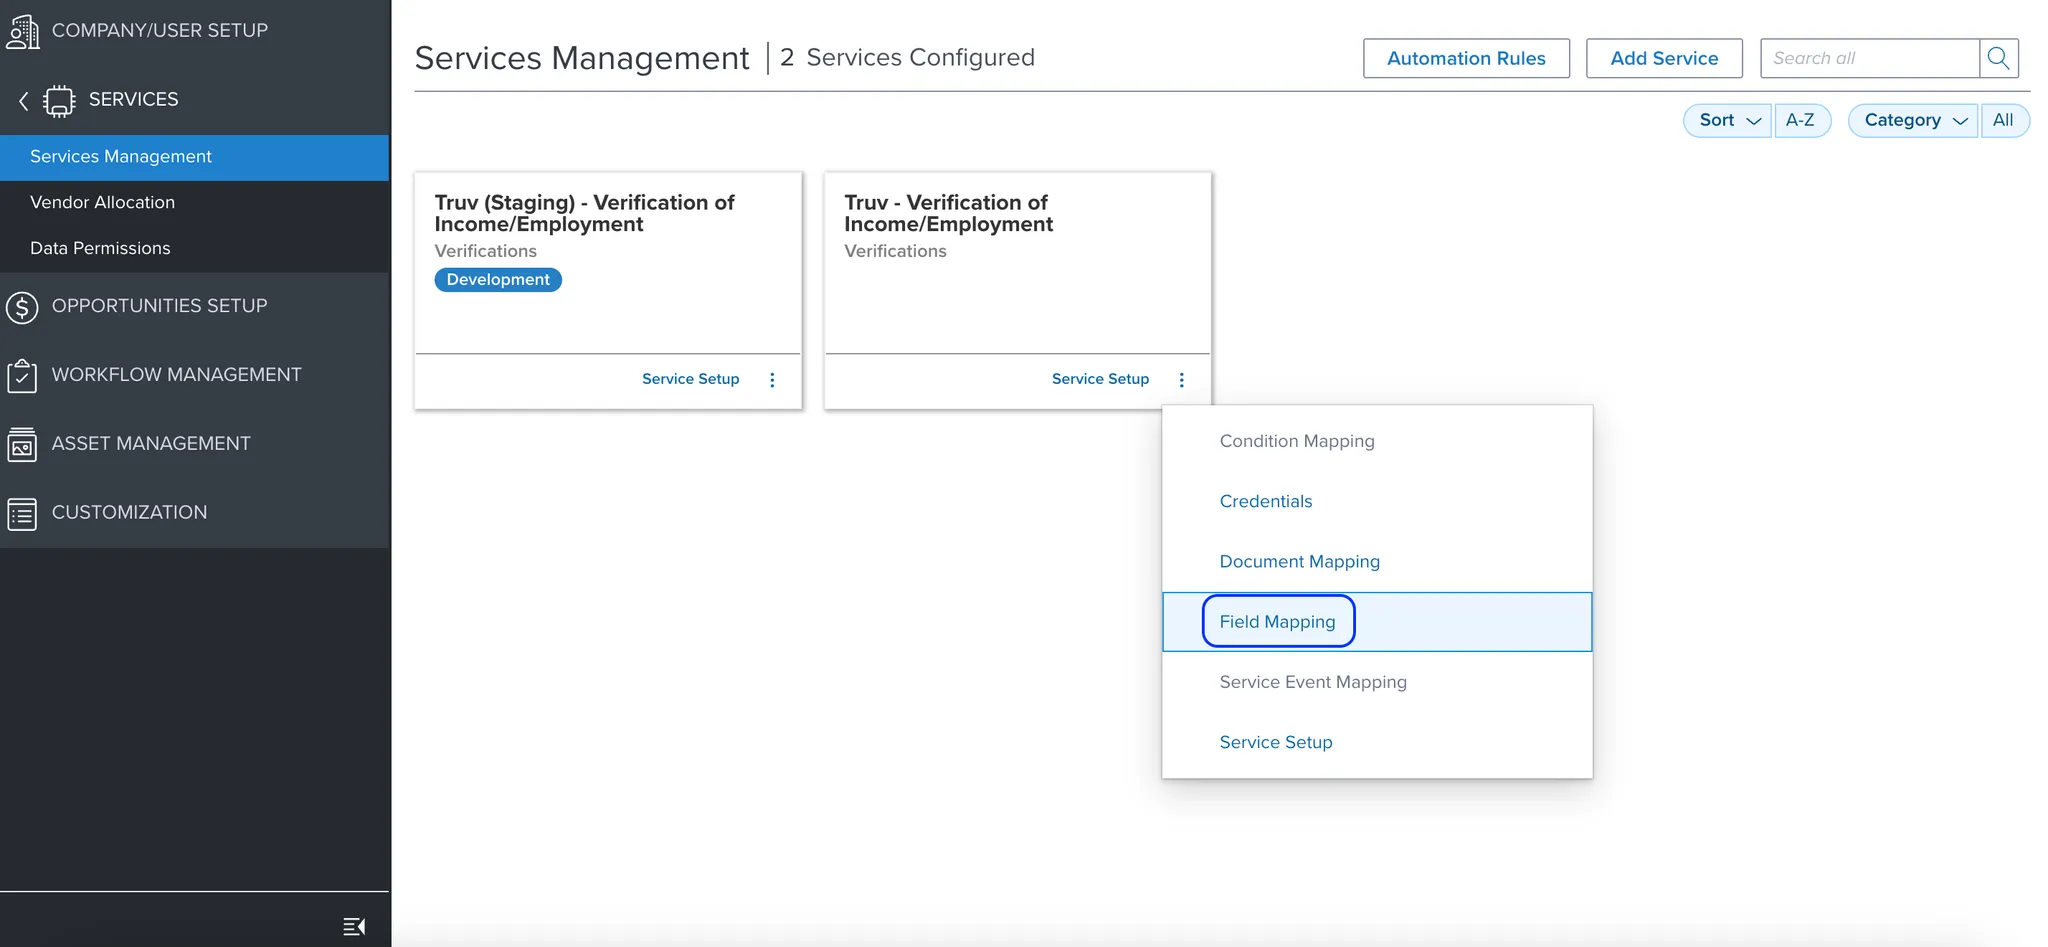 COMPANY/USER SETUP
SERVICES
Services Management
Vendor Allocation
Data Permissions
OPPORTUNITIES SETUP
WORKFLOW MANAGEMENT
ASSET MANAGEMENT
CUSTOMIZATION
Services Management | 2 Services Configured
Automation Rules
Add Service
Search all
Sort
A-Z
Category
All
Truv (Staging) - Verification of
Income/Employment
Verifications
Development
Service Setup
Truv - Verification of
Income/Employment
Verifications
Service Setup
Condition Mapping
Credentials
Document Mapping
Field Mapping
Service Event Mapping
Service Setup